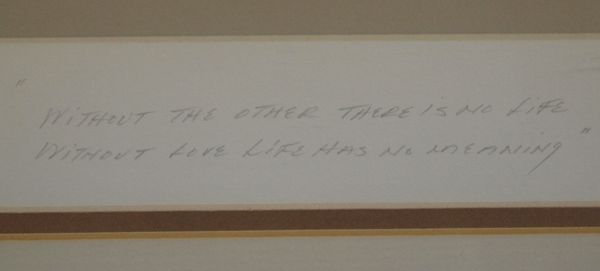 "
WITHOUT THE OTHER THERE IS NO LIFE
WITHOUT LOVE LIFE HAS NO MEANING "